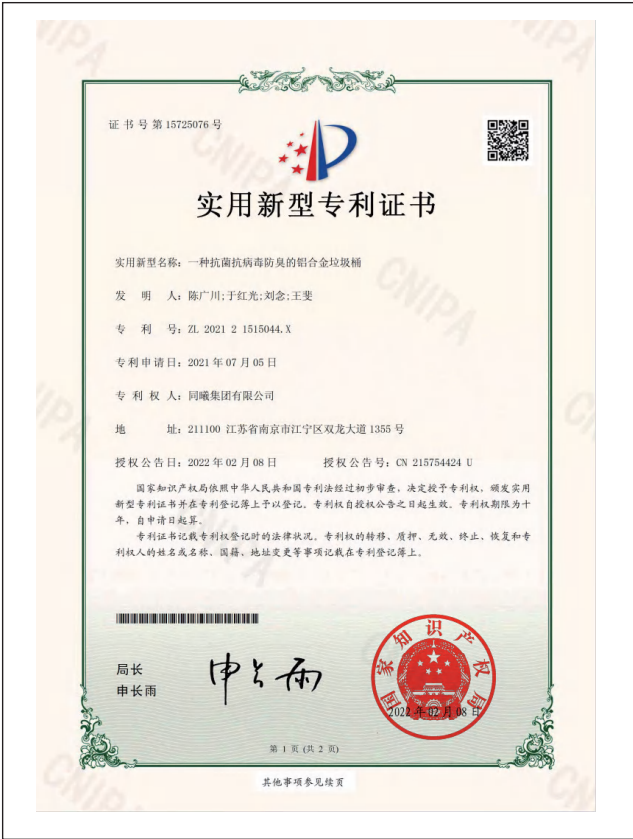 证书号第15725076号
实用新型专利证书
实用新型名称：一种抗菌抗病毒防臭的铝合金垃圾桶
发明人：陈广川;于红光;刘念;王斐
专利号：ZL 2021 2 1515044.X
专利申请日：2021年07月05日
专利权人：同曦集团有限公司
地址：211100 江苏省南京市江宁区双龙大道1355号
授权公告日：2022年02月08日 授权公告号：CN 215754424 U
国家知识产权局依照中华人民共和国专利法经过初步审查，决定授予专利权，颁发实用
新型专利证书并在专利登记簿上予以登记。专利权自授权公告之日起生效。专利权期限为十
年，自申请日起算。
专利证书记载专利权登记时的法律状况。专利权的转移、质押、无效、终止、恢复和专
利权人的姓名或名称、国籍、地址变更等事项记载在专利登记簿上。
局长
申长雨
申长雨
国家知识产权局
2022年02月08日
第 1 页 (共 2 页)
其他事项参见续页
CNIPA
CNIPA
CNIPA
CNIPA